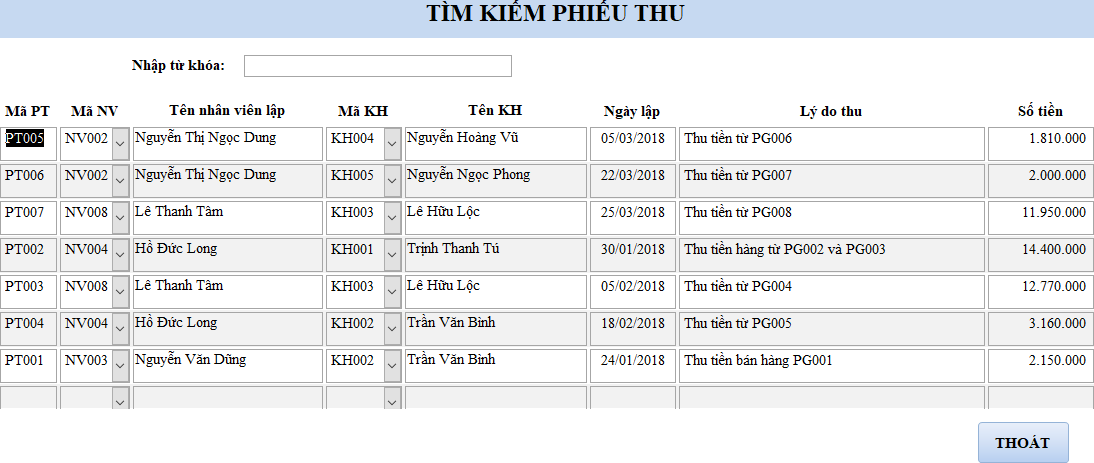 TÌM KIẾM PHIẾU THU
Nhập từ khóa:
Mã PT Mã NV Tên nhân viên lập Mã KH Tên KH Ngày lập Lý do thu Số tiền
PT005 NV002 Nguyễn Thị Ngọc Dung KH004 Nguyễn Hoàng Vũ 05/03/2018 Thu tiền từ PG006 1.810.000
PT006 NV002 Nguyễn Thị Ngọc Dung KH005 Nguyễn Ngọc Phong 22/03/2018 Thu tiền từ PG007 2.000.000
PT007 NV008 Lê Thanh Tâm KH003 Lê Hữu Lộc 25/03/2018 Thu tiền từ PG008 11.950.000
PT002 NV004 Hồ Đức Long KH001 Trịnh Thanh Tú 30/01/2018 Thu tiền hàng từ PG002 và PG003 14.400.000
PT003 NV008 Lê Thanh Tâm KH003 Lê Hữu Lộc 05/02/2018 Thu tiền từ PG004 12.770.000
PT004 NV004 Hồ Đức Long KH002 Trần Văn Bình 18/02/2018 Thu tiền từ PG005 3.160.000
PT001 NV003 Nguyễn Văn Dũng KH002 Trần Văn Bình 24/01/2018 Thu tiền bán hàng PG001 2.150.000
THOÁT